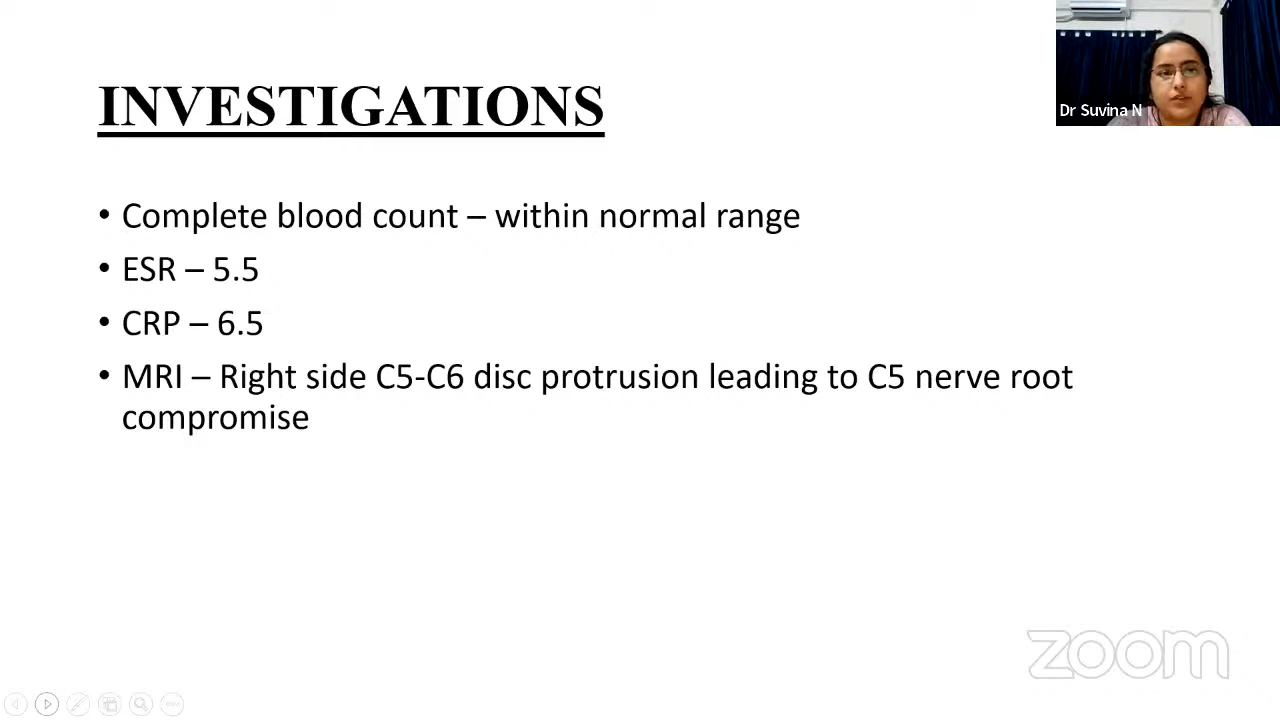 INVESTIGATIONS
Dr Suvina N
• Complete blood count – within normal range
• ESR – 5.5
• CRP – 6.5
• MRI – Right side C5-C6 disc protrusion leading to C5 nerve root
compromise
zoom